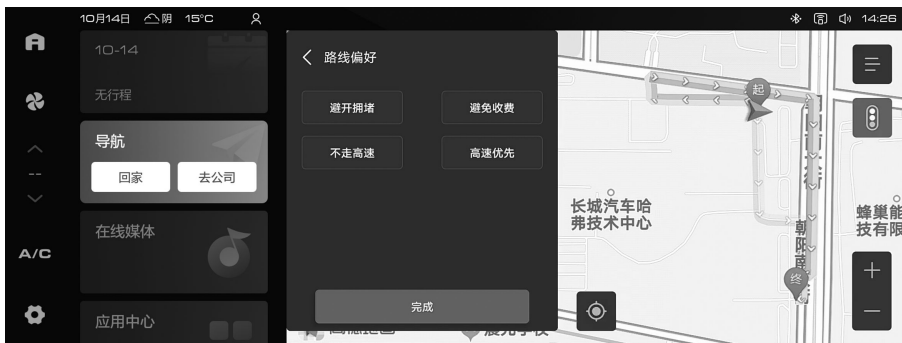 10月14日 阴 15°C
14:26
10-14
无行程
导航
回家 去公司
在线媒体
应用中心
A/C
--
路线偏好
避开拥堵 避免收费
不走高速 高速优先
完成
起
终
长城汽车哈
弗技术中心
朝阳南
蜂巢能
技有限